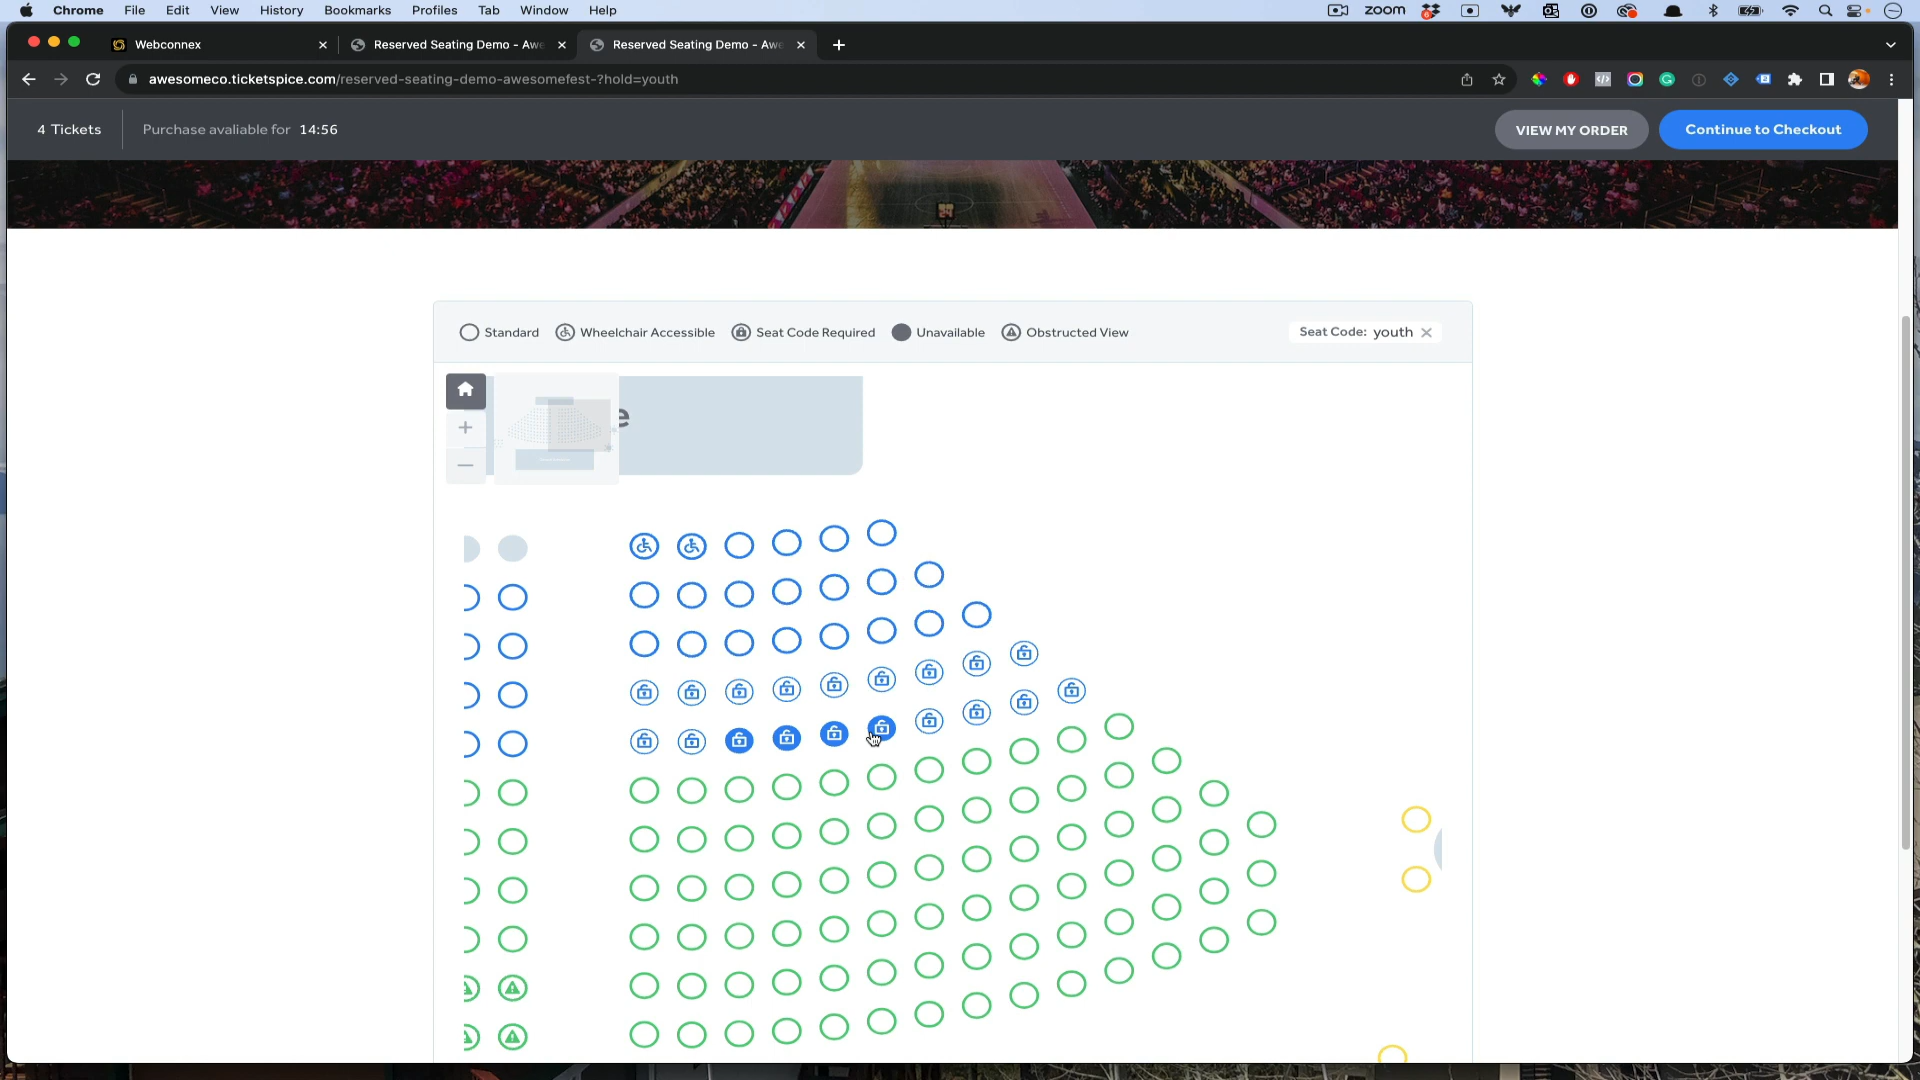 Chrome File Edit View History Bookmarks Profiles Tab Window Help zoom
Webconnex
Reserved Seating Demo - Awe
Reserved Seating Demo - Awe
awesomeco.ticketspice.com/reserved-seating-demo-awesomefest-?hold=youth
4 Tickets
Purchase avaliable for 14:56
VIEW MY ORDER
Continue to Checkout
Standard
Wheelchair Accessible
Seat Code Required
Unavailable
Obstructed View
Seat Code: youth
e